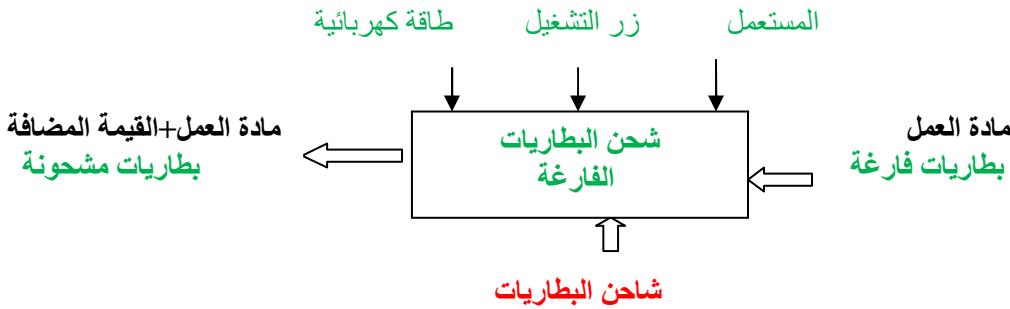 المستعمل
زر التشغيل
طاقة كهربائية
مادة العمل
بطاريات فارغة
شحن البطاريات
الفارغة
مادة العمل+القيمة المضافة
بطاريات مشحونة
شاحن البطاريات